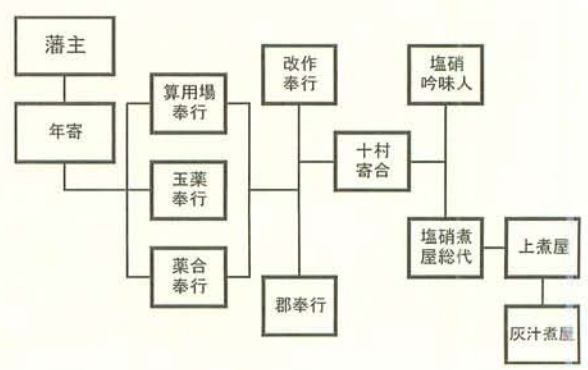 藩主
年寄
算用場
奉行
玉薬
奉行
薬合
奉行
改作
奉行
郡奉行
十村
寄合
塩硝
吟味人
塩硝煮
屋総代
上煮屋
灰汁煮屋